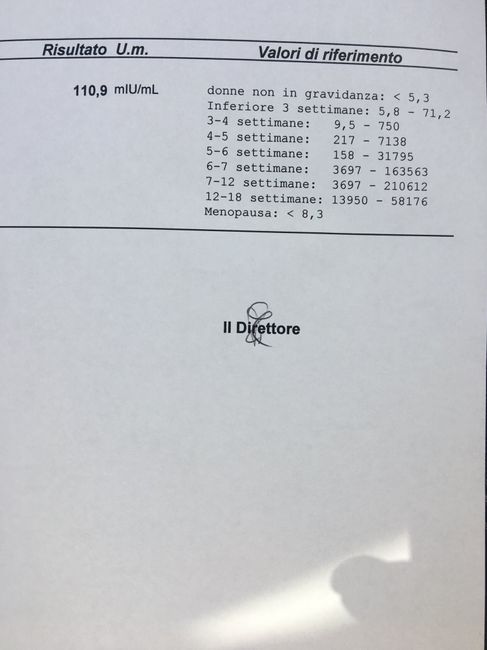 Risultato U.m. Valori di riferimento
110,9 mIU/mL donne non in gravidanza: < 5,3
Inferiore 3 settimane: 5,8 - 71,2
3-4 settimane: 9,5 - 750
4-5 settimane: 217 - 7138
5-6 settimane: 158 - 31795
6-7 settimane: 3697 - 163563
7-12 settimane: 3697 - 210612
12-18 settimane: 13950 - 58176
Menopausa: < 8,3
Il Direttore